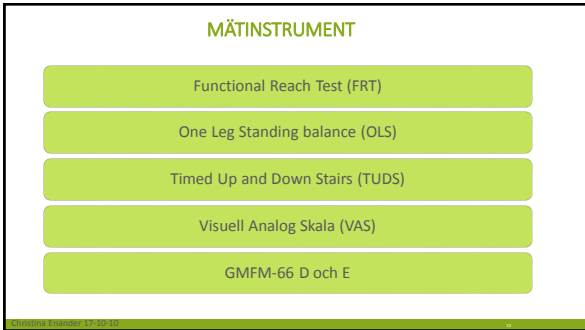 MÄTINSTRUMENT
Functional Reach Test (FRT)
One Leg Standing balance (OLS)
Timed Up and Down Stairs (TUDS)
Visuell Analog Skala (VAS)
GMFM-66 D och E
Christina Enander 17-10-10